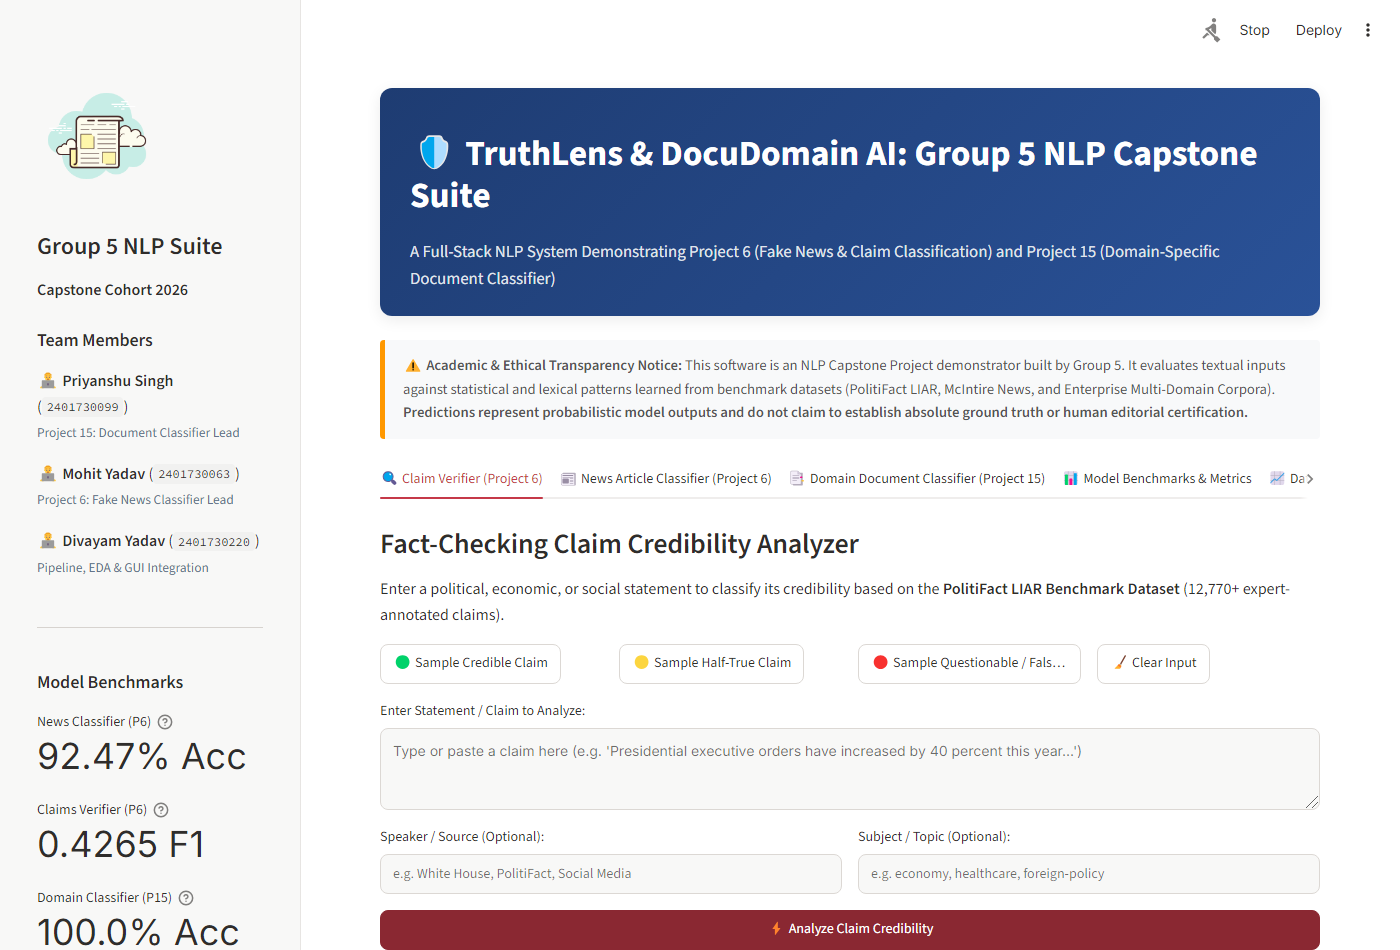 Stop
Deploy
Group 5 NLP Suite
Capstone Cohort 2026
Team Members
Priyanshu Singh
( 2401730099 )
Project 15: Document Classifier Lead
Mohit Yadav ( 2401730063 )
Project 6: Fake News Classifier Lead
Divayam Yadav ( 2401730220 )
Pipeline, EDA & GUI Integration
Model Benchmarks
News Classifier (P6)
92.47% Acc
Claims Verifier (P6)
0.4265 F1
Domain Classifier (P15)
100.0% Acc
TruthLens & DocuDomain AI: Group 5 NLP Capstone
Suite
A Full-Stack NLP System Demonstrating Project 6 (Fake News & Claim Classification) and Project 15 (Domain-Specific
Document Classifier)
Academic & Ethical Transparency Notice: This software is an NLP Capstone Project demonstrator built by Group 5. It evaluates textual inputs
against statistical and lexical patterns learned from benchmark datasets (PolitiFact LIAR, McIntire News, and Enterprise Multi-Domain Corpora).
Predictions represent probabilistic model outputs and do not claim to establish absolute ground truth or human editorial certification.
Claim Verifier (Project 6)
News Article Classifier (Project 6)
Domain Document Classifier (Project 15)
Model Benchmarks & Metrics
Da
Fact-Checking Claim Credibility Analyzer
Enter a political, economic, or social statement to classify its credibility based on the PolitiFact LIAR Benchmark Dataset (12,770+ expert-
annotated claims).
Sample Credible Claim
Sample Half-True Claim
Sample Questionable / Fals...
Clear Input
Enter Statement / Claim to Analyze:
Type or paste a claim here (e.g. 'Presidential executive orders have increased by 40 percent this year...')
Speaker / Source (Optional):
Subject / Topic (Optional):
e.g. White House, PolitiFact, Social Media
e.g. economy, healthcare, foreign-policy
Analyze Claim Credibility